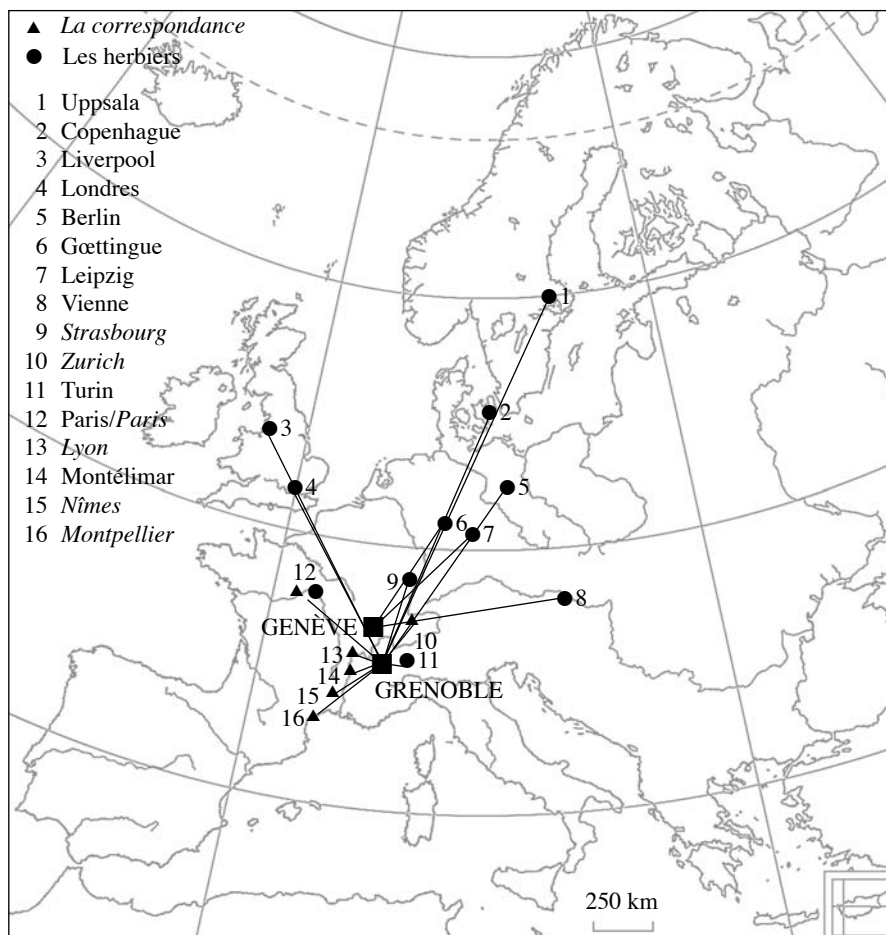 La correspondance
Les herbiers
1 Uppsala
2 Copenhague
3 Liverpool
4 Londres
5 Berlin
6 Gœttingue
7 Leipzig
8 Vienne
9 Strasbourg
10 Zurich
11 Turin
12 Paris/Paris
13 Lyon
14 Montélimar
15 Nîmes
16 Montpellier
1
2
3
4
5
6
7
9
12
8
GENÈVE
10
13
11
14
GRENOBLE
15
16
250 km